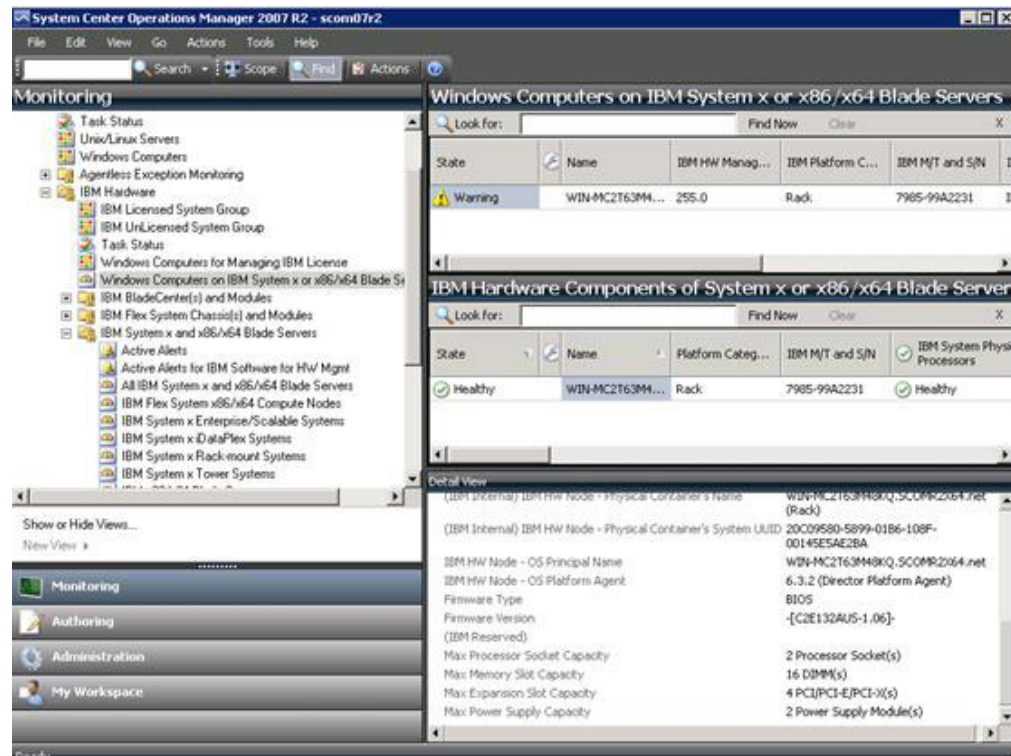 System Center Operations Manager 2007 R2 - scom07r2
File Edit View Go Actions Tools Help
Search Scope Find Actions
Monitoring
Task Status
Unix/Linux Servers
Windows Computers
Agentless Exception Monitoring
IBM Hardware
IBM Licensed System Group
IBM UnLicensed System Group
Task Status
Windows Computers for Managing IBM License
Windows Computers on IBM System x or x86/x64 Blade Se
IBM BladeCenter(s) and Modules
IBM Flex System Chassis(s) and Modules
IBM System x and x86/x64 Blade Servers
Active Alerts
Active Alerts for IBM Software for HW Mgmt
All IBM System x and x86/x64 Blade Servers
IBM Flex System x86/x64 Compute Nodes
IBM System x Enterprise/Scalable Systems
IBM System x iDataPlex Systems
IBM System x Rack-mount Systems
IBM System x Tower Systems
Show or Hide Views...
New View
Monitoring
Authoring
Administration
My Workspace
Windows Computers on IBM System x or x86/x64 Blade Servers
Look for: Find Now Clear X
State Name IBM HW Manag... IBM Platform C... IBM M/T and S/N
Warning WIN-MC2T63M4... 255.0 Rack 7985-99A2231
IBM Hardware Components of System x or x86/x64 Blade Server
Look for: Find Now Clear X
State Name Platform Categ... IBM M/T and S/N IBM System Physi
Processors
Healthy WIN-MC2T63M4... Rack 7985-99A2231 Healthy
Detail View
(IBM Internal) IBM HW Node - Physical Container's Name WIN-MC2T63M48KQ.SCOMR2X64.net
(Rack)
(IBM Internal) IBM HW Node - Physical Container's System UUID 20C09580-5899-01B6-108F-
00145E5AE2BA
IBM HW Node - OS Principal Name WIN-MC2T63M48KQ.SCOMR2X64.net
IBM HW Node - OS Platform Agent 6.3.2 (Director Platform Agent)
Firmware Type BIOS
Firmware Version -[C2E132AUS-1.06]-
(IBM Reserved)
Max Processor Socket Capacity 2 Processor Socket(s)
Max Memory Slot Capacity 16 DIMM(s)
Max Expansion Slot Capacity 4 PCI/PCI-E/PCI-X(s)
Max Power Supply Capacity 2 Power Supply Module(s)
Ready